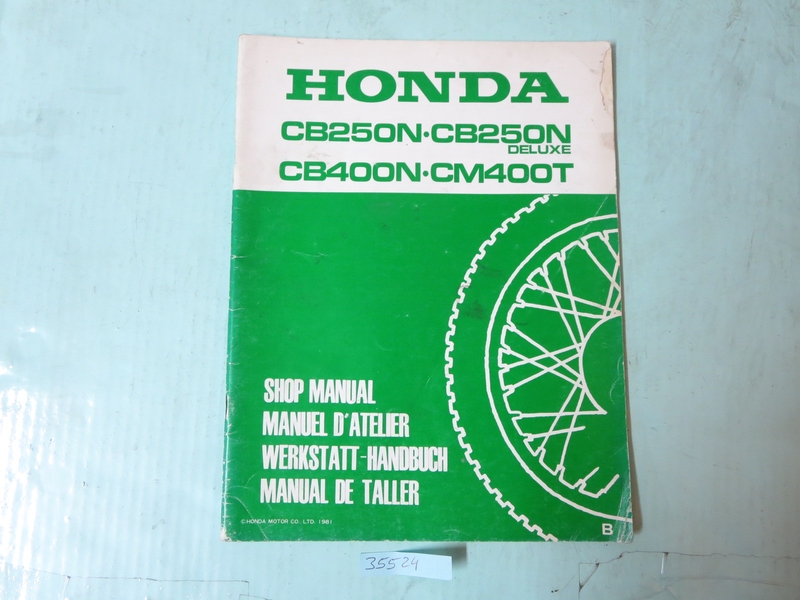 HONDA
CB250N·CB250N
DELUXE
CB400N·CM400T
SHOP MANUAL
MANUEL D'ATELIER
WERKSTATT-HANDBUCH
MANUAL DE TALLER
©HONDA MOTOR CO., LTD. 1981
B
35524